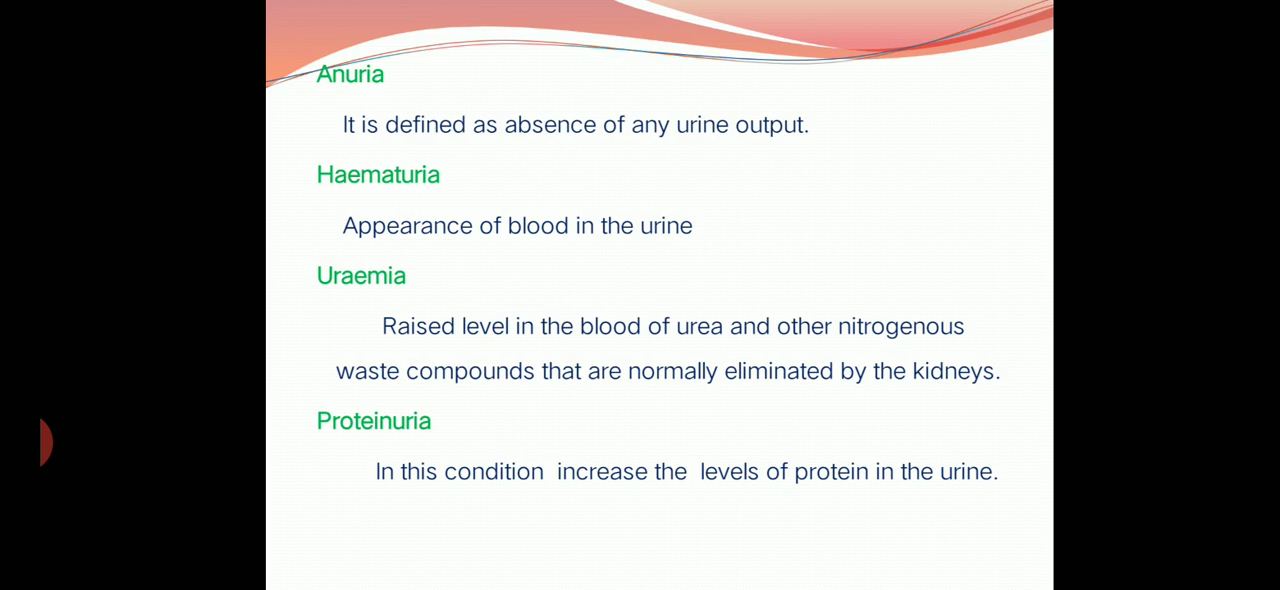 Anuria
It is defined as absence of any urine output.
Haematuria
Appearance of blood in the urine
Uraemia
Raised level in the blood of urea and other nitrogenous
waste compounds that are normally eliminated by the kidneys.
Proteinuria
In this condition increase the levels of protein in the urine.